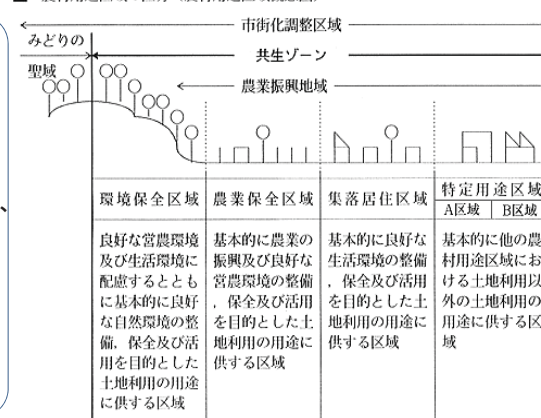 市街化調整区域
みどりの
共生ゾーン
聖域
農業振興地域
環境保全区域
農業保全区域
集落居住区域
特定用途区域
A区域
B区域
良好な営農環境
及び生活環境に
配慮するととも
に基本的に良好
な自然環境の整
備，保全及び活
用を目的とした
土地利用の用途
に供する区域
基本的に農業の
振興及び良好な
営農環境の整備
，保全及び活用
を目的とした土
地利用の用途に
供する区域
基本的に良好な
生活環境の整備
，保全及び活用
を目的とした土
地利用の用途に
供する区域
基本的に他の農
村用途区域にお
ける土地利用以
外の土地利用の
用途に供する区
域